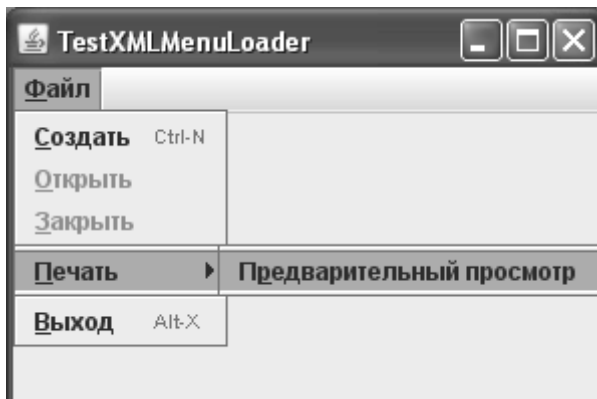 TestXMLMenuLoader
Файл
Создать Ctrl-N
Открыть
Закрыть
Печать Предварительный просмотр
Выход Alt-X